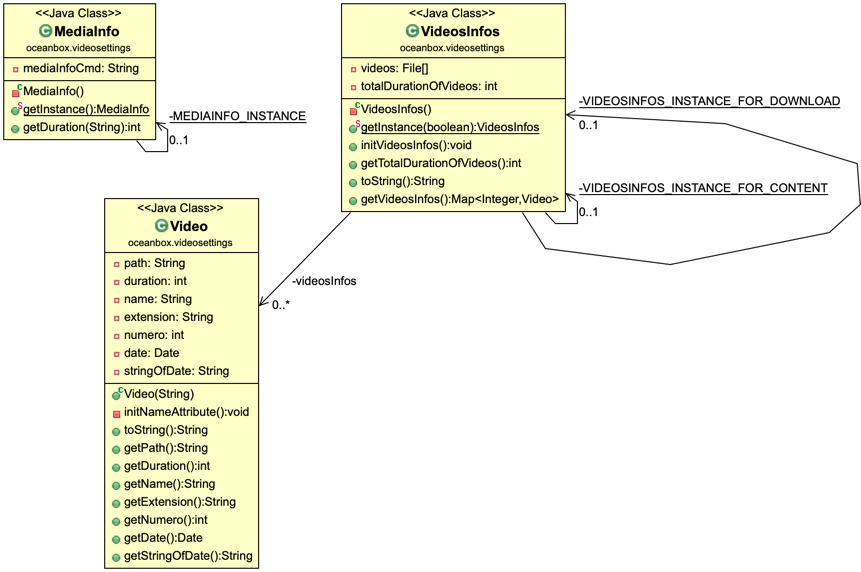 <<Java Class>>
MediaInfo
oceanbox.videosettings
mediaInfoCmd: String
MediaInfo()
getInstance():MediaInfo
getDuration(String):int
-MEDIAINFO_INSTANCE
0..1
<<Java Class>>
VideosInfos
oceanbox.videosettings
videos: File[]
totalDurationOfVideos: int
VideosInfos()
getInstance(boolean):VideosInfos
initVideosInfos():void
getTotalDurationOfVideos():int
toString():String
getVideosInfos():Map<Integer,Video>
-VIDEOSINFOS_INSTANCE_FOR_DOWNLOAD
0..1
-VIDEOSINFOS_INSTANCE_FOR_CONTENT
0..1
-videosInfos
0..*
<<Java Class>>
Video
oceanbox.videosettings
path: String
duration: int
name: String
extension: String
numero: int
date: Date
stringOfDate: String
Video(String)
initNameAttribute():void
toString():String
getPath():String
getDuration():int
getName():String
getExtension():String
getNumero():int
getDate():Date
getStringOfDate():String